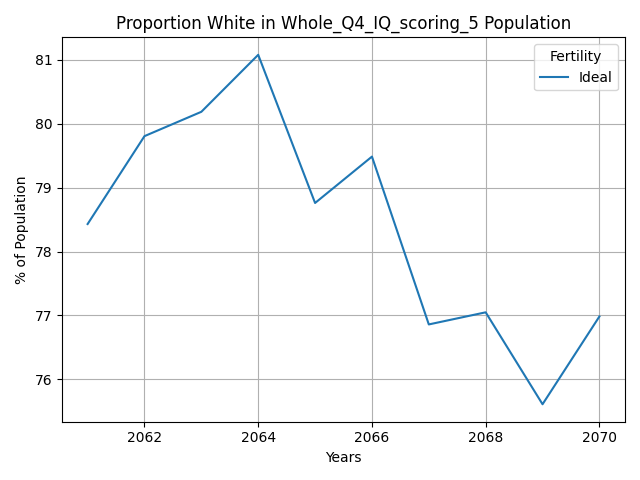 Proportion White in Whole_Q4_IQ_scoring_5 Population
Fertility
Ideal
81
80
79
78
77
76
% of Population
2062 2064 2066 2068 2070
Years